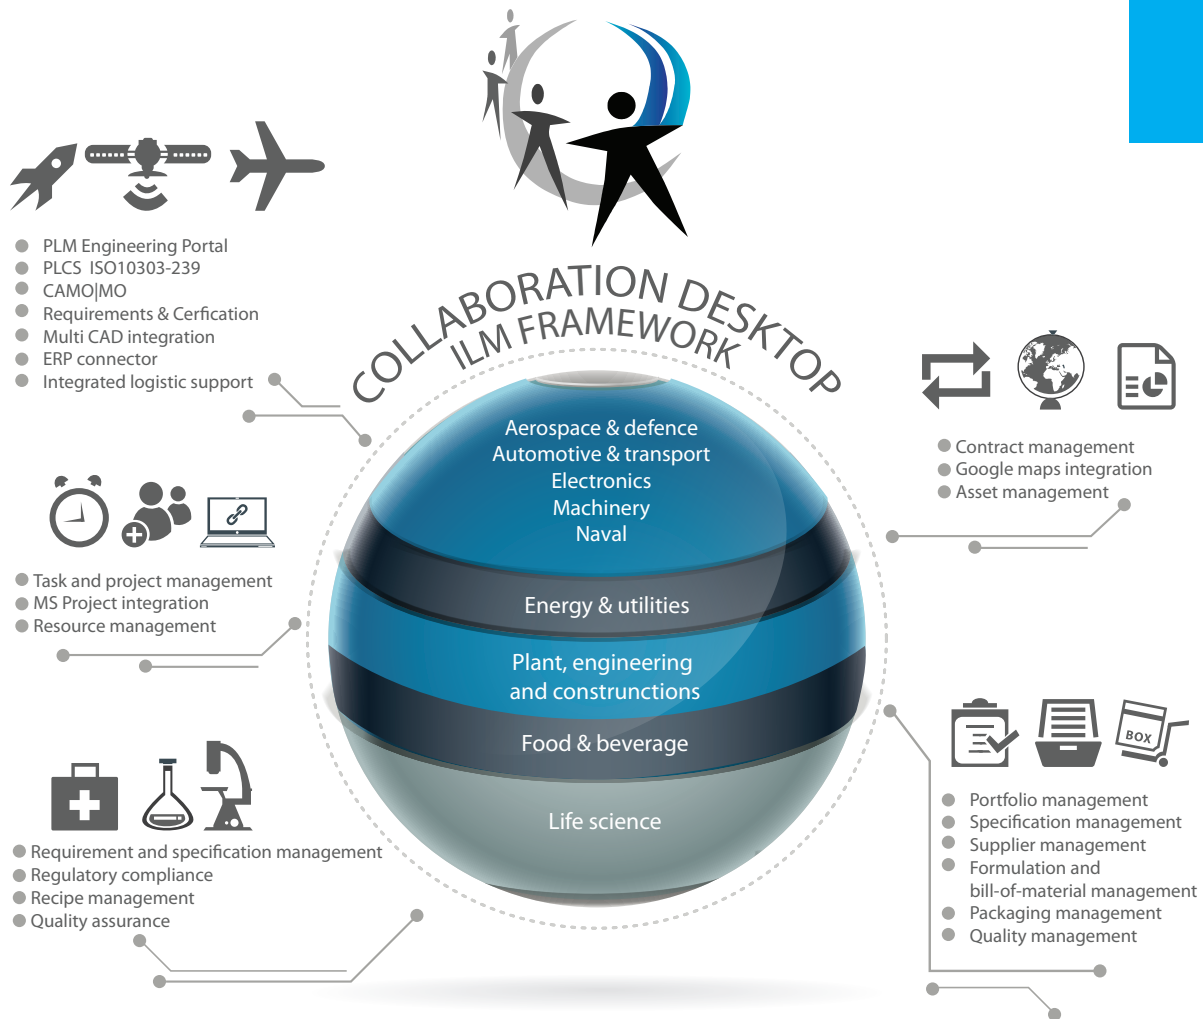 COLLABORATION DESKTOP
ILM FRAMEWORK
PLM Engineering Portal
PLCS ISO10303-239
CAMO|MO
Requirements & Cerfication
Multi CAD integration
ERP connector
Integrated logistic support
Task and project management
MS Project integration
Resource management
Requirement and specification management
Regulatory compliance
Recipe management
Quality assurance
Aerospace & defence
Automotive & transport
Electronics
Machinery
Naval
Energy & utilities
Plant, engineering
and construnctions
Food & beverage
Life science
Contract management
Google maps integration
Asset management
BOX
Portfolio management
Specification management
Supplier management
Formulation and
bill-of-material management
Packaging management
Quality management